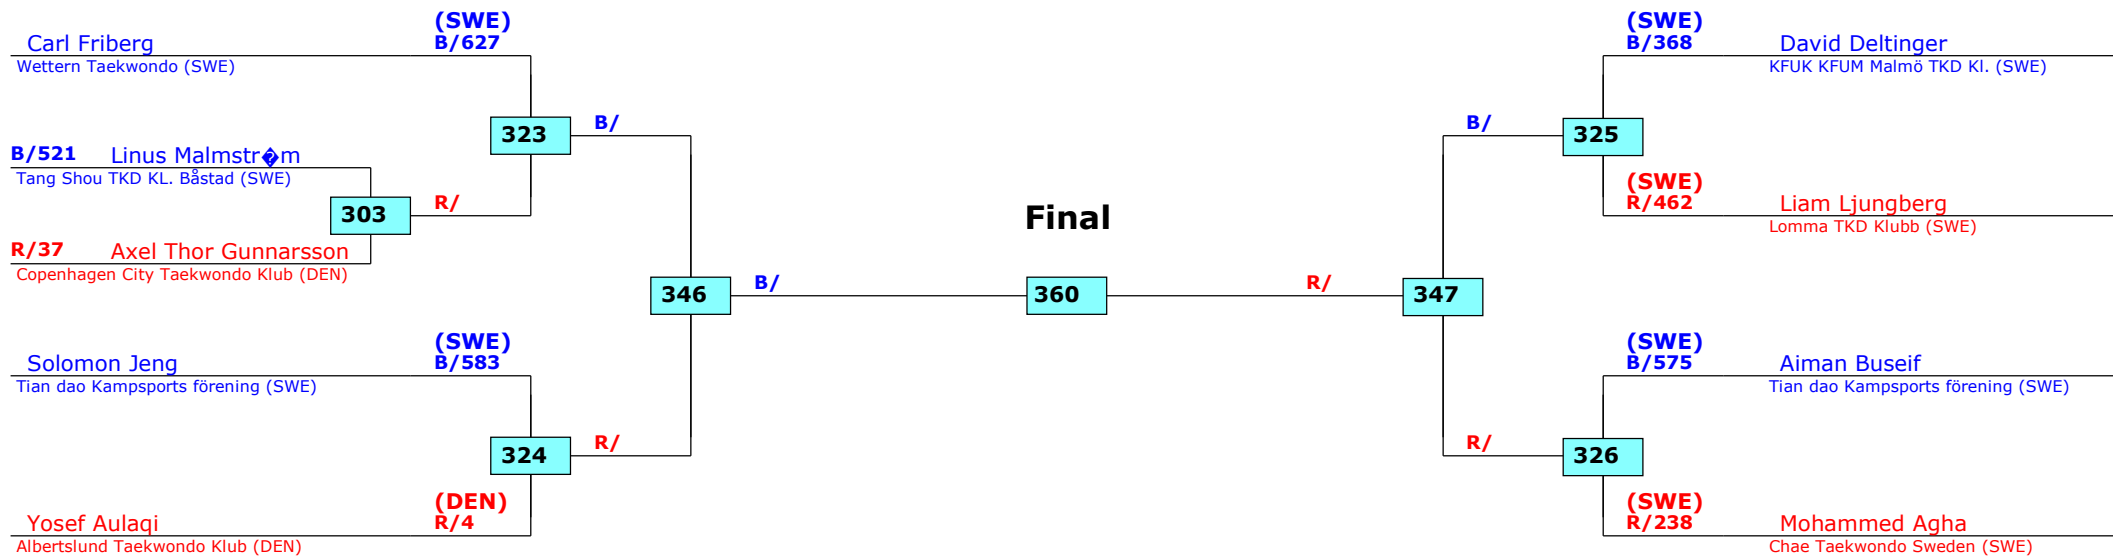 (SWE)
Carl Friberg B/627
Wettern Taekwondo (SWE)
323
B/
B/521 Linus Malmstr�m
Tang Shou TKD KL. Båstad (SWE)
303
R/
R/37 Axel Thor Gunnarsson
Copenhagen City Taekwondo Klub (DEN)
346
B/
(SWE)
Solomon Jeng B/583
Tian dao Kampsports förening (SWE)
324
R/
(DEN)
Yosef Aulaqi R/4
Albertslund Taekwondo Klub (DEN)
Final
360
(SWE)
B/368 David Deltinger
KFUK KFUM Malmö TKD Kl. (SWE)
B/
325
(SWE)
R/462 Liam Ljungberg
Lomma TKD Klubb (SWE)
R/
347
(SWE)
B/575 Aiman Buseif
Tian dao Kampsports förening (SWE)
R/
326
(SWE)
R/238 Mohammed Agha
Chae Taekwondo Sweden (SWE)